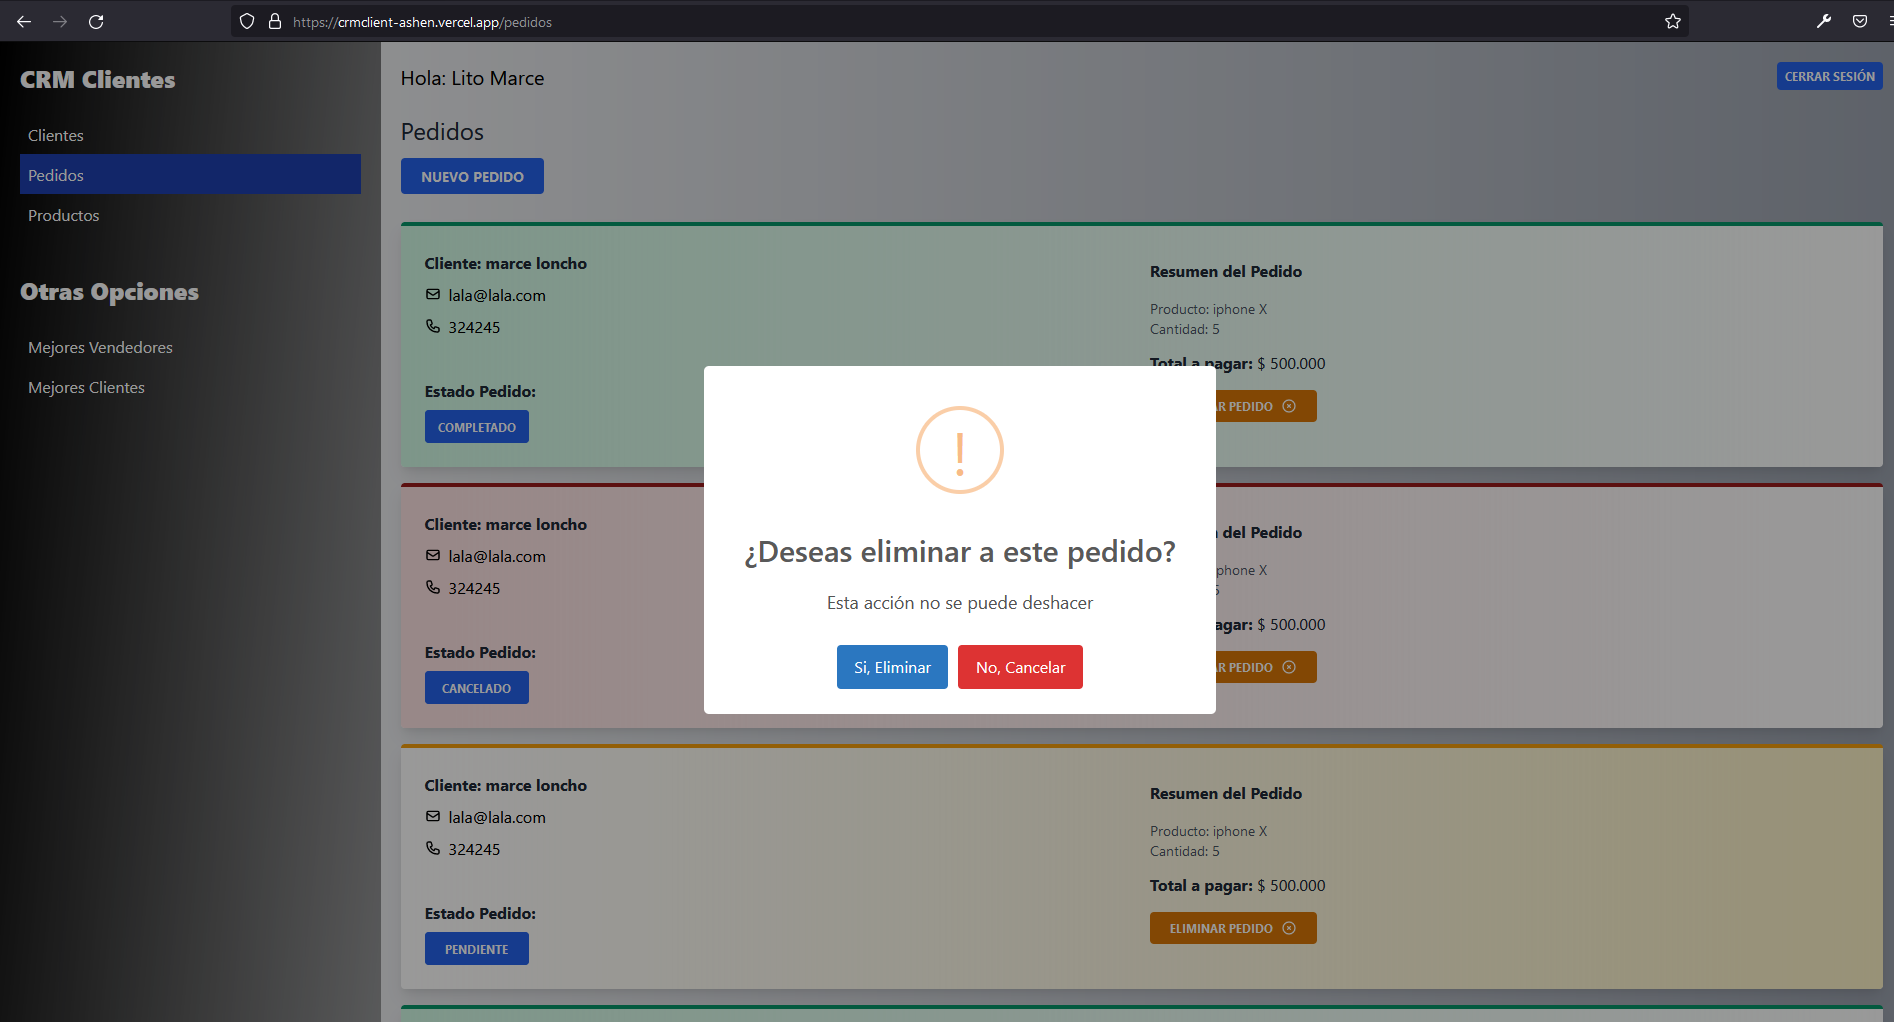 https://crmclient-ashen.vercel.app/pedidos
CRM Clientes
Clientes
Pedidos
Productos
Otras Opciones
Mejores Vendedores
Mejores Clientes
Hola: Lito Marce
CERRAR SESIÓN
Pedidos
NUEVO PEDIDO
Cliente: marce loncho
lala@lala.com
324245
Estado Pedido:
COMPLETADO
Resumen del Pedido
Producto: iphone X
Cantidad: 5
Total a pagar: $ 500.000
PEDIDO
Cliente: marce loncho
lala@lala.com
324245
Estado Pedido:
CANCELADO
del Pedido
phone X
5
agar: $ 500.000
PEDIDO
¿Deseas eliminar a este pedido?
Esta acción no se puede deshacer
Si, Eliminar
No, Cancelar
Cliente: marce loncho
lala@lala.com
324245
Estado Pedido:
PENDIENTE
Resumen del Pedido
Producto: iphone X
Cantidad: 5
Total a pagar: $ 500.000
ELIMINAR PEDIDO